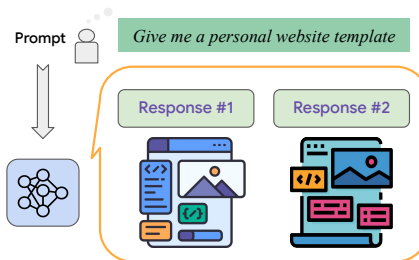 Prompt
Give me a personal website template
Response #1
Response #2
</>
</>
{/}